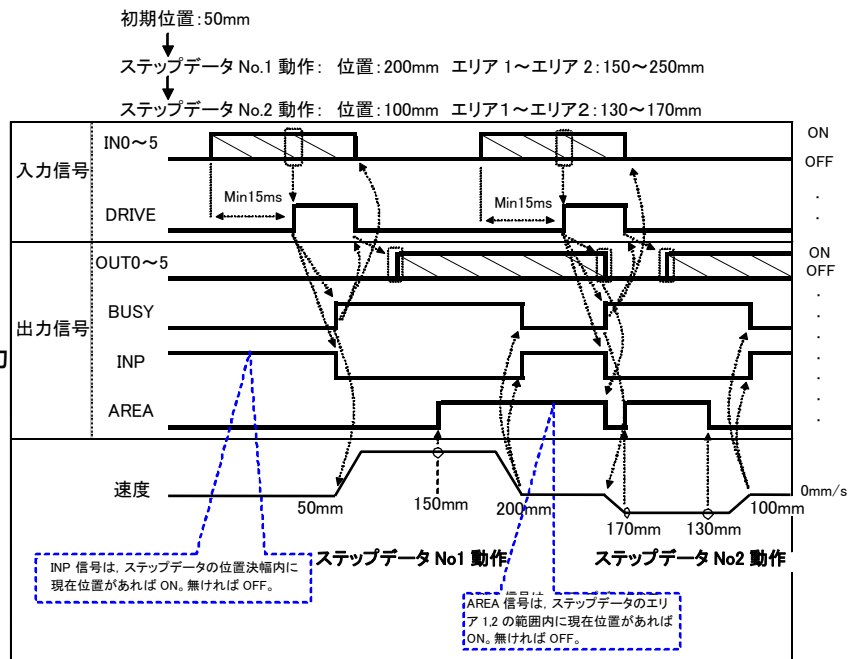 初期位置:50mm
ステップデータ No.1 動作: 位置:200mm エリア 1～エリア 2:150～250mm
ステップデータ No.2 動作: 位置:100mm エリア1～エリア2:130～170mm
入力信号
IN0～5
ON
OFF
Min15ms
Min15ms
DRIVE
・
・
出力信号
OUT0～5
ON
OFF
BUSY
INP
AREA
・
・
・
・
・
・
速度
50mm
150mm
200mm
170mm
130mm
100mm
0mm/s
ステップデータ No1 動作
ステップデータ No2 動作
INP 信号は, ステップデータの位置決幅内に
現在位置があれば ON。無ければ OFF。
AREA 信号は, ステップデータのエリ
ア 1,2 の範囲内に現在位置があれば
ON。無ければ OFF。